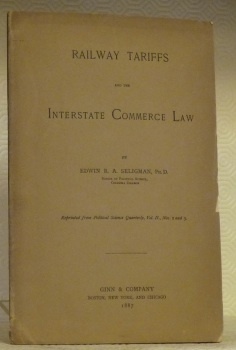 RAILWAY TARIFFS
AND THE
INTERSTATE COMMERCE LAW
BY
EDWIN R. A. SELIGMAN, PH.D.
Reprinted from Political Science Quarterly, Vol. II., Nos. 2 and 3.
GINN & COMPANY
BOSTON, NEW YORK, AND CHICAGO
1887